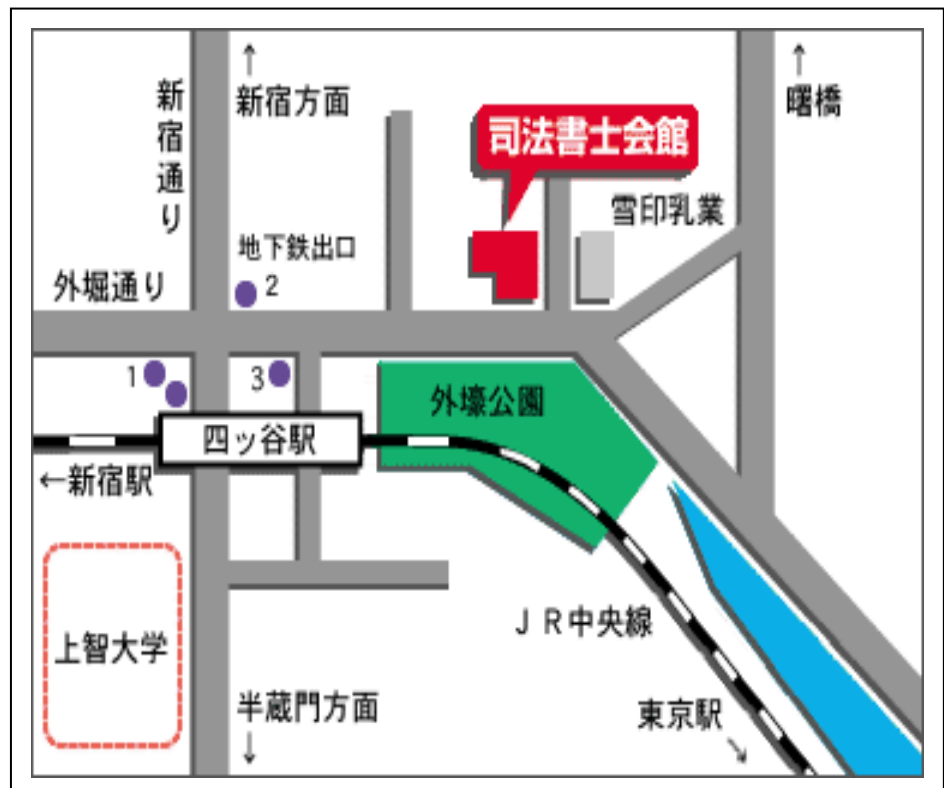 新宿通り
↑
新宿方面
司法書士会館
↑
曙橋
雪印乳業
地下鉄出口
2
外堀通り
1
3
外壕公園
四ッ谷駅
←新宿駅
上智大学
JR中央線
半蔵門方面
↓
東京駅
↘